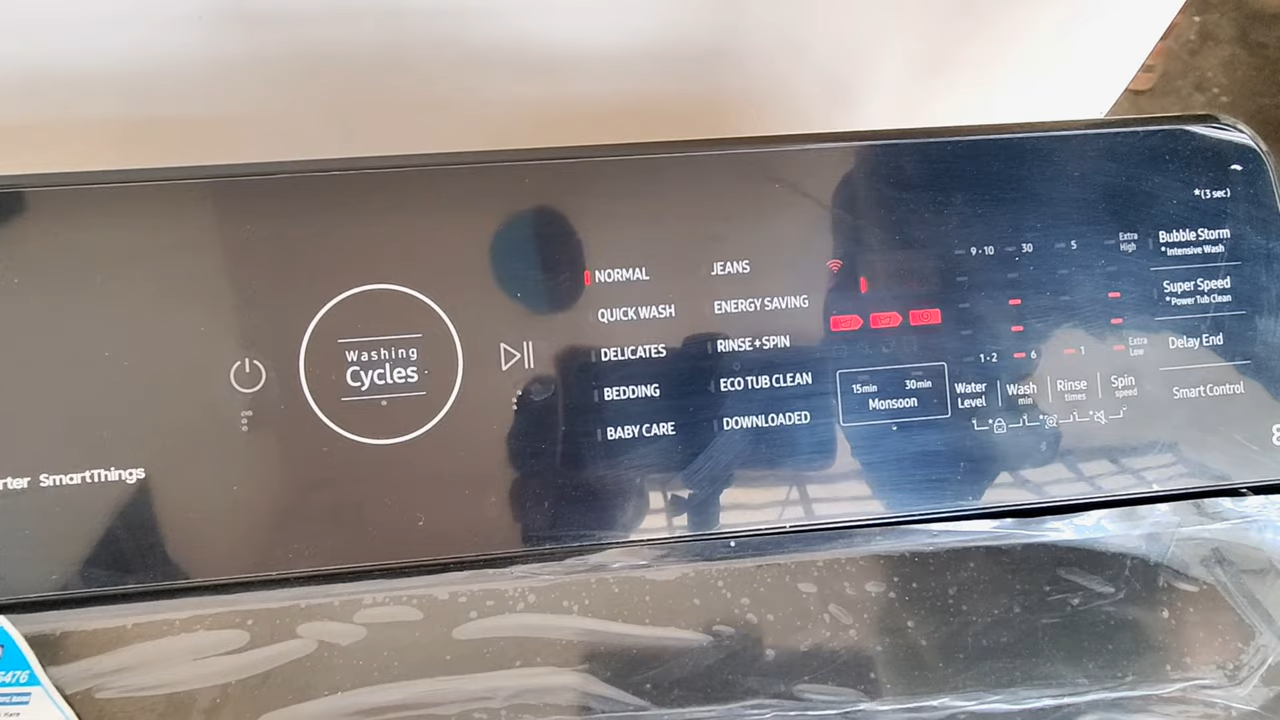 *(3 sec)
Bubble Storm
*Intensive Wash
Super Speed
*Power Tub Clean
Delay End
Smart Control
9·10
30
5
Extra
High
1·2
6
1
Extra
Low
Water
Level
Wash
min
Rinse
times
Spin
speed
NORMAL
QUICK WASH
DELICATES
BEDDING
BABY CARE
JEANS
ENERGY SAVING
RINSE+SPIN
ECO TUB CLEAN
DOWNLOADED
15min
30min
Monsoon
Washing
Cycles
rter SmartThings
8
Here